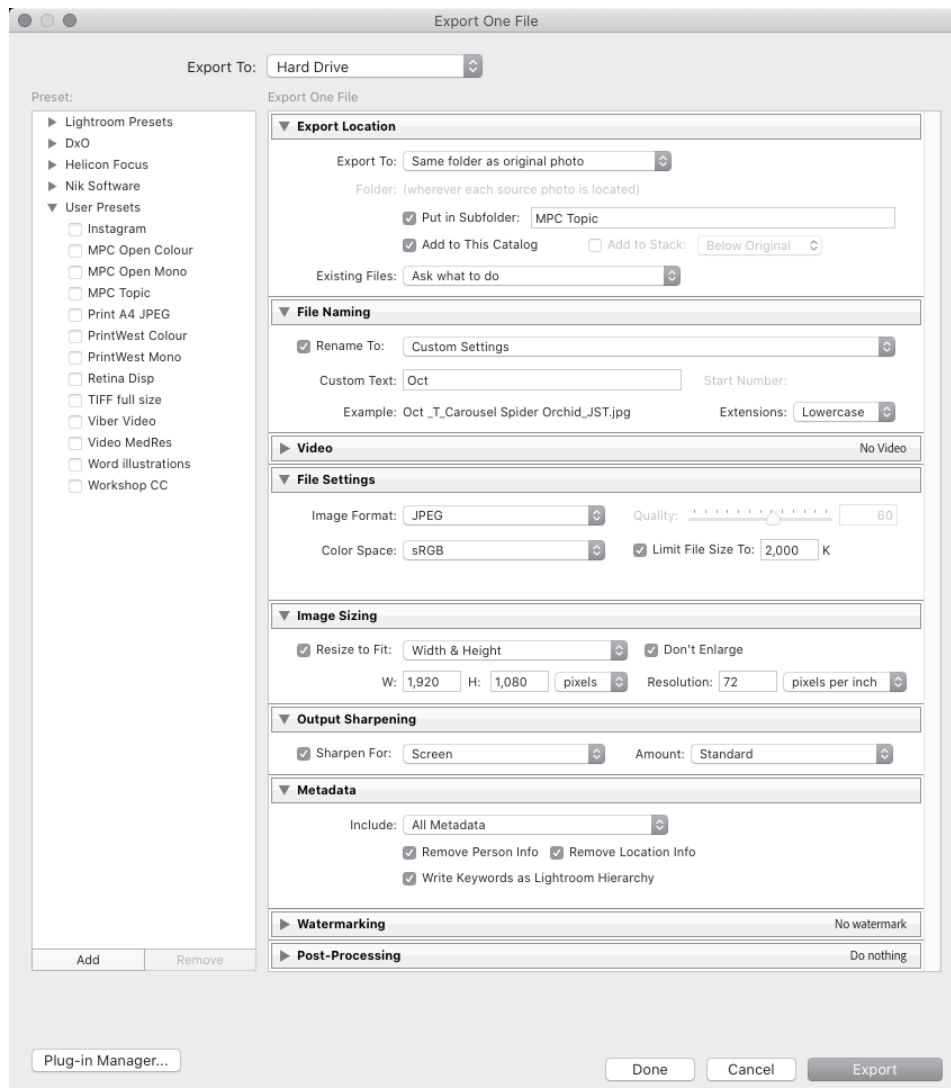 Export One File
Export To: Hard Drive
Preset:
Lightroom Presets
DxO
Helicon Focus
Nik Software
User Presets
Instagram
MPC Open Colour
MPC Open Mono
MPC Topic
Print A4 JPEG
PrintWest Colour
PrintWest Mono
Retina Disp
TIFF full size
Viber Video
Video MedRes
Word illustrations
Workshop CC
Add Remove
Export One File
Export Location
Export To: Same folder as original photo
Folder: (wherever each source photo is located)
Put in Subfolder: MPC Topic
Add to This Catalog Add to Stack: Below Original
Existing Files: Ask what to do
File Naming
Rename To: Custom Settings
Custom Text: Oct Start Number:
Example: Oct _T_Carousel Spider Orchid_JST.jpg Extensions: Lowercase
Video No Video
File Settings
Image Format: JPEG Quality: 60
Color Space: sRGB Limit File Size To: 2,000 K
Image Sizing
Resize to Fit: Width & Height Don't Enlarge
W: 1,920 H: 1,080 pixels Resolution: 72 pixels per inch
Output Sharpening
Sharpen For: Screen Amount: Standard
Metadata
Include: All Metadata
Remove Person Info Remove Location Info
Write Keywords as Lightroom Hierarchy
Watermarking No watermark
Post-Processing Do nothing
Plug-in Manager... Done Cancel Export